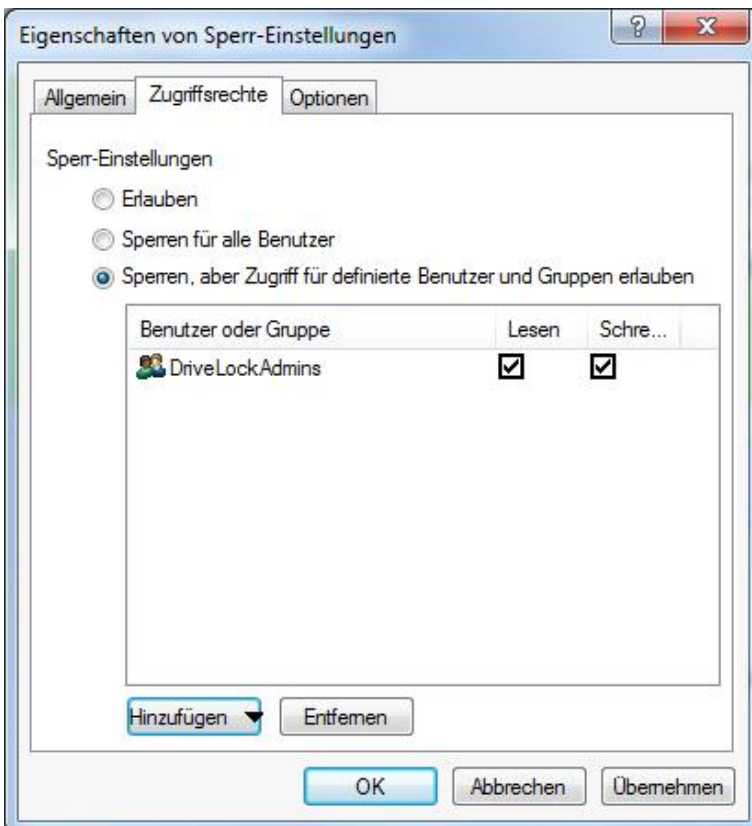 Eigenschaften von Sperr-Einstellungen
Allgemein Zugriffsrechte Optionen
Sperr-Einstellungen
Erlauben
Sperren für alle Benutzer
Sperren, aber Zugriff für definierte Benutzer und Gruppen erlauben
Benutzer oder Gruppe Lesen Schre...
DriveLockAdmins
Hinzufügen Entfernen
OK Abbrechen Übernehmen